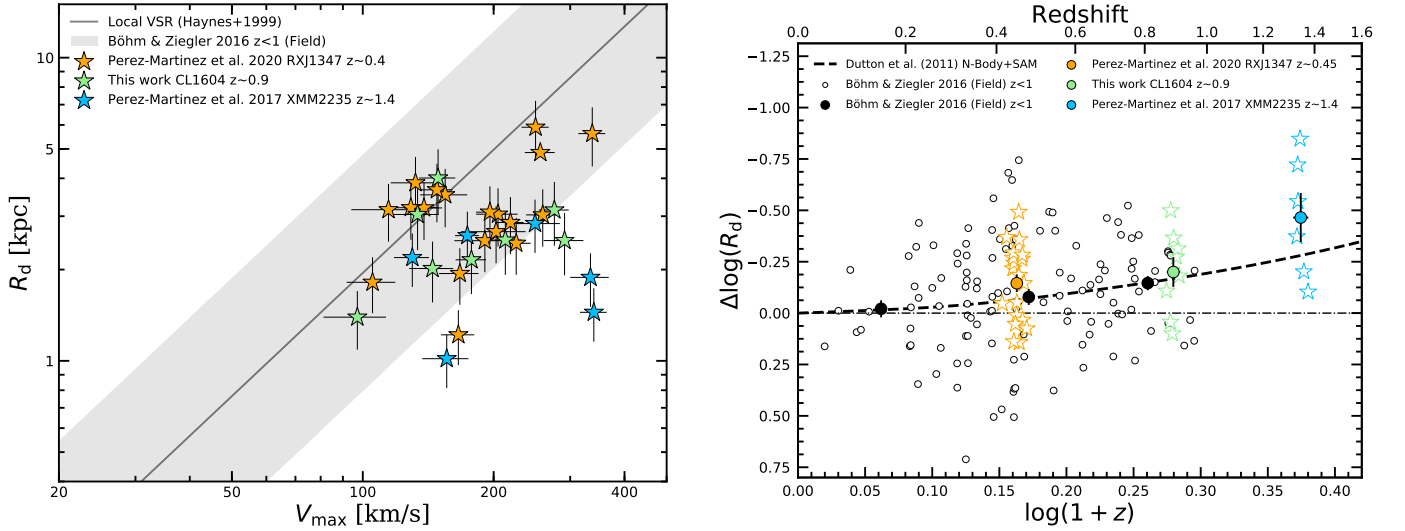 Local VSR (Haynes+1999)
Böhm & Ziegler 2016 z<1 (Field)
Perez-Martinez et al. 2020 RXJ1347 z~0.4
This work CL1604 z~0.9
Perez-Martinez et al. 2017 XMM2235 z~1.4
10
5
1
R_d [kpc]
20 50 100 200 400
V_max [km/s]
Redshift
0.0 0.2 0.4 0.6 0.8 1.0 1.2 1.4 1.6
Dutton et al. (2011) N-Body+SAM
Böhm & Ziegler 2016 (Field) z<1
Böhm & Ziegler 2016 (Field) z<1
Perez-Martinez et al. 2020 RXJ1347 z~0.45
This work CL1604 z~0.9
Perez-Martinez et al. 2017 XMM2235 z~1.4
−1.25
−1.00
−0.75
−0.50
−0.25
0.00
0.25
0.50
0.75
Δlog(R_d)
0.00 0.05 0.10 0.15 0.20 0.25 0.30 0.35 0.40
log(1 + z)